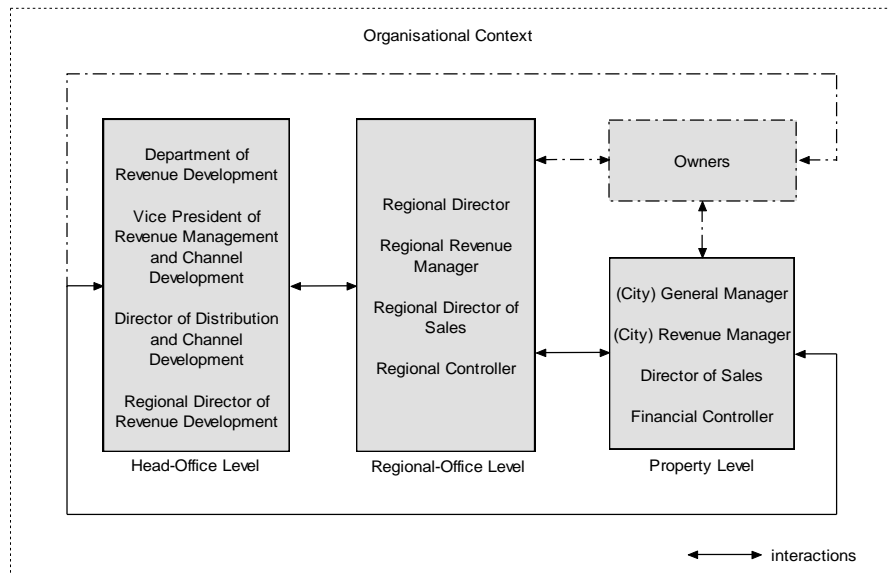 Organisational Context
Department of
Revenue Development
Vice President of
Revenue Management
and Channel
Development
Director of Distribution
and Channel
Development
Regional Director of
Revenue Development
Head-Office Level
Regional Director
Regional Revenue
Manager
Regional Director of
Sales
Regional Controller
Regional-Office Level
Owners
(City) General Manager
(City) Revenue Manager
Director of Sales
Financial Controller
Property Level
interactions